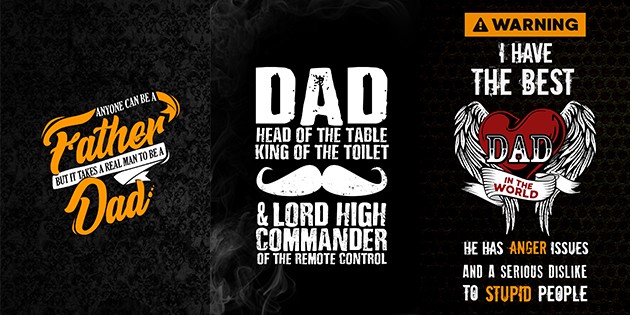 ANYONE CAN BE A
Father
BUT IT TAKES A REAL MAN TO BE A
Dad
DAD
HEAD OF THE TABLE
KING OF THE TOILET
& LORD HIGH
COMMANDER
OF THE REMOTE CONTROL
WARNING
I HAVE
THE BEST
DAD
IN THE
WORLD
HE HAS ANGER ISSUES
AND A SERIOUS DISLIKE
TO STUPID PEOPLE